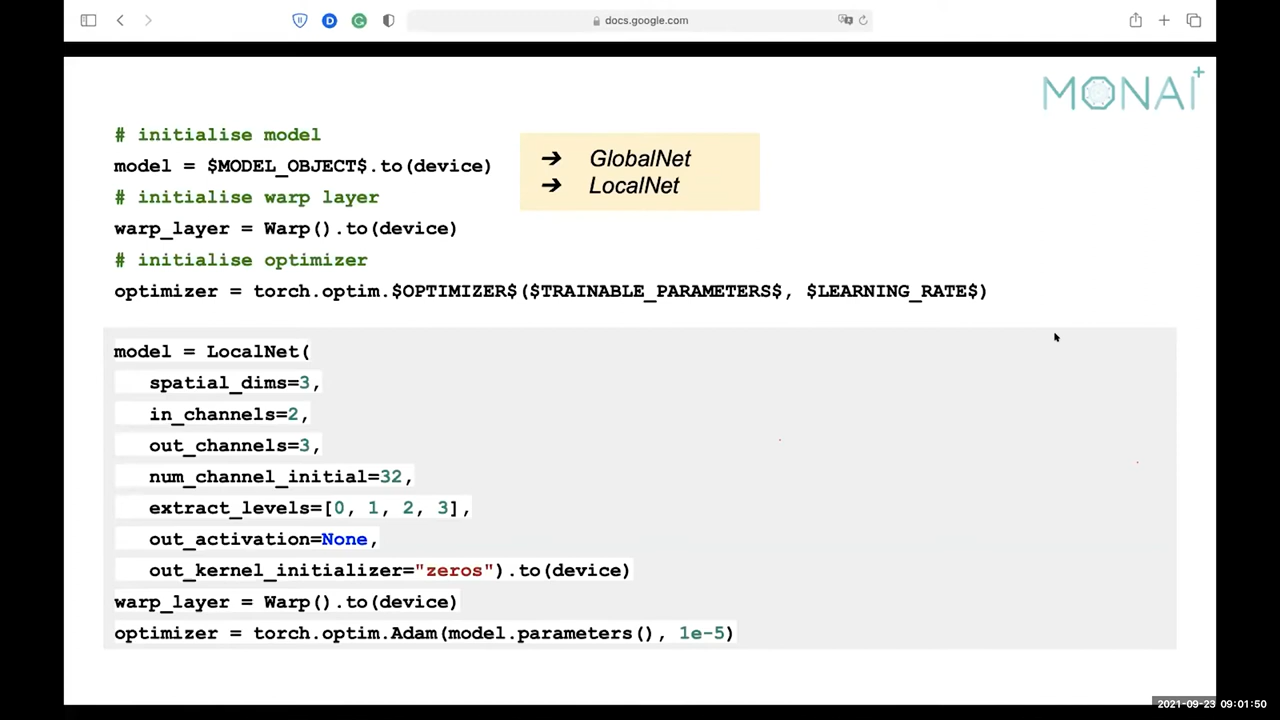 docs.google.com
MONAI
# initialise model
model = $MODEL_OBJECT$.to(device)
➔ GlobalNet
➔ LocalNet
# initialise warp layer
warp_layer = Warp().to(device)
# initialise optimizer
optimizer = torch.optim.$OPTIMIZER$($TRAINABLE_PARAMETERS$, $LEARNING_RATE$)
model = LocalNet(
spatial_dims=3,
in_channels=2,
out_channels=3,
num_channel_initial=32,
extract_levels=[0, 1, 2, 3],
out_activation=None,
out_kernel_initializer="zeros").to(device)
warp_layer = Warp().to(device)
optimizer = torch.optim.Adam(model.parameters(), 1e-5)
2021-09-23 09:01:50